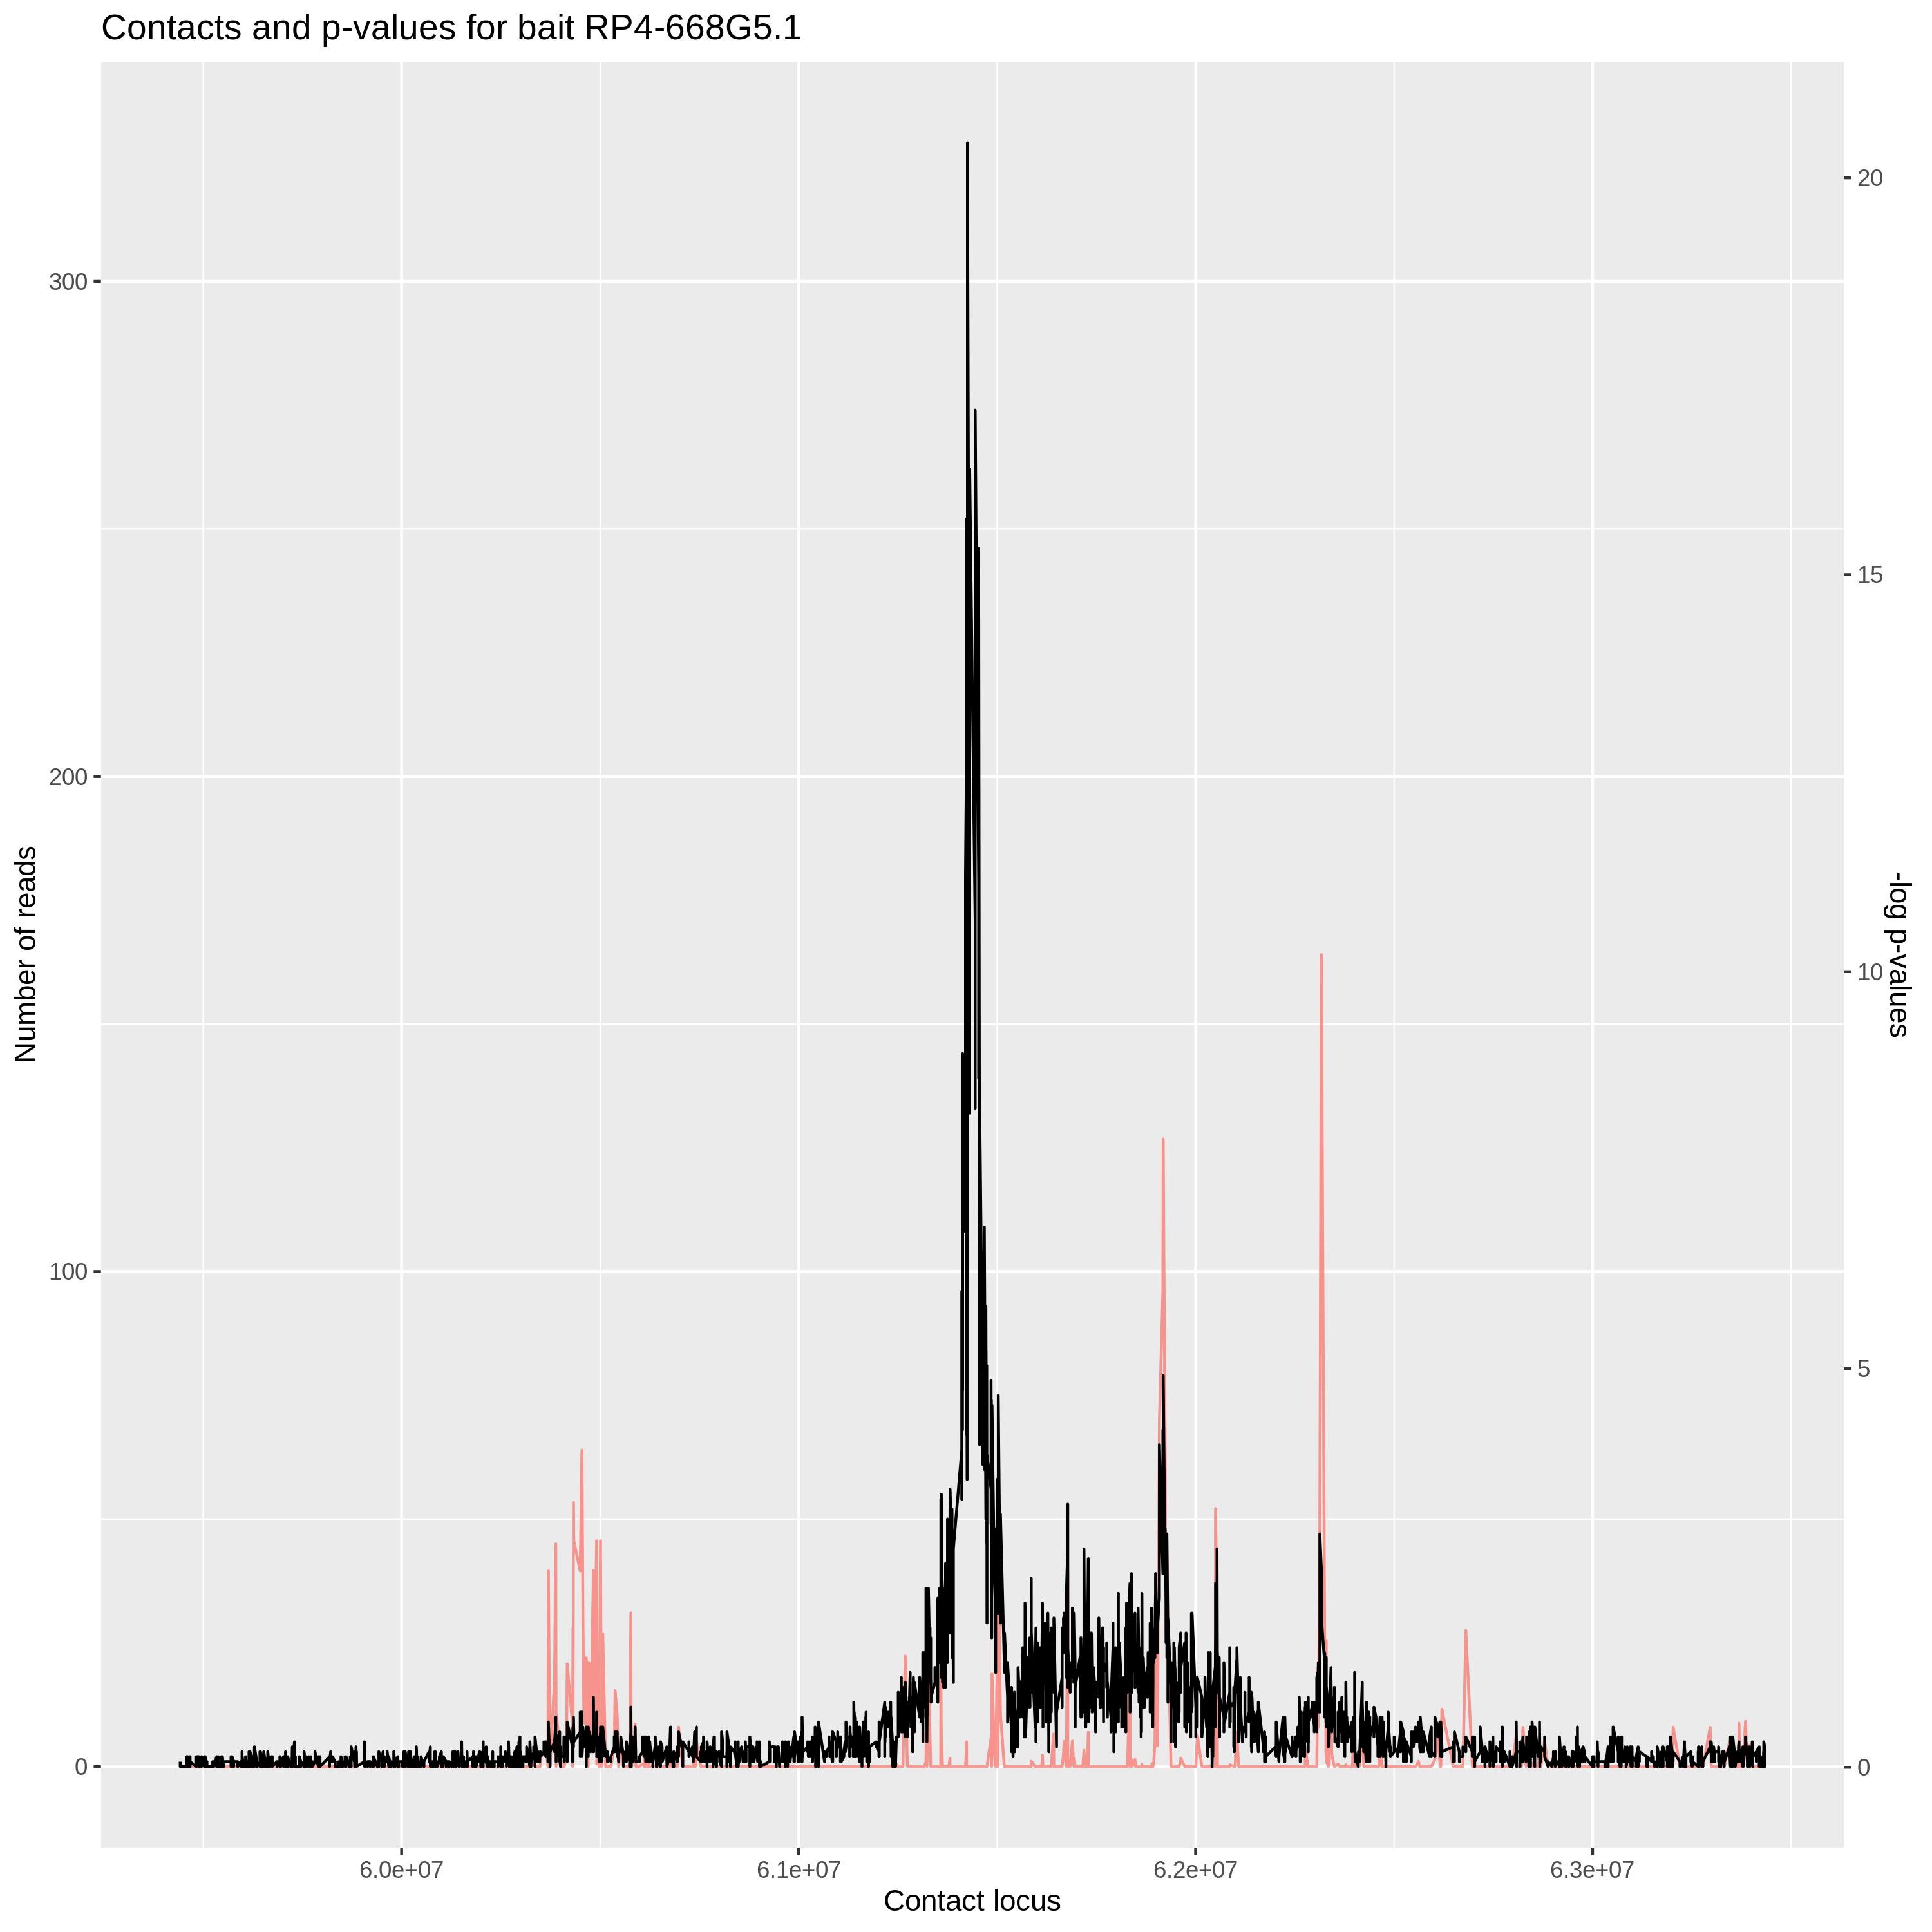 Contacts and p-values for bait RP4-668G5.1
300
200
100
0
Number of reads
20
15
10
5
0
-log p-values
6.0e+07
6.1e+07
6.2e+07
6.3e+07
Contact locus